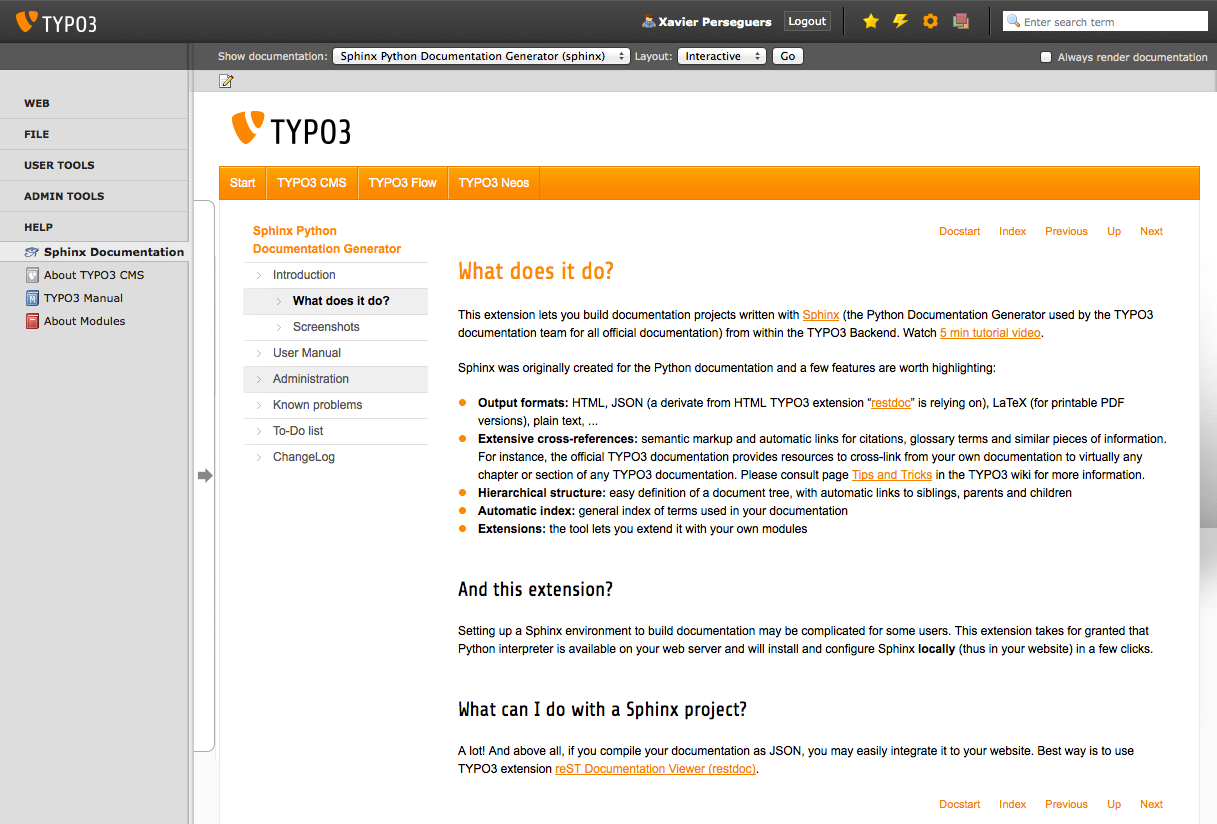 TYPO3
Xavier Perseguers
Logout
Enter search term
Show documentation:
Sphinx Python Documentation Generator (sphinx)
Layout:
Interactive
Go
Always render documentation
WEB
FILE
USER TOOLS
ADMIN TOOLS
HELP
Sphinx Documentation
About TYPO3 CMS
TYPO3 Manual
About Modules
TYPO3
Start
TYPO3 CMS
TYPO3 Flow
TYPO3 Neos
Sphinx Python
Documentation Generator
Introduction
What does it do?
Screenshots
User Manual
Administration
Known problems
To-Do list
ChangeLog
Docstart Index Previous Up Next
What does it do?
This extension lets you build documentation projects written with Sphinx (the Python Documentation Generator used by the TYPO3
documentation team for all official documentation) from within the TYPO3 Backend. Watch 5 min tutorial video.
Sphinx was originally created for the Python documentation and a few features are worth highlighting:
Output formats: HTML, JSON (a derivate from HTML TYPO3 extension “restdoc” is relying on), LaTeX (for printable PDF
versions), plain text, ...
Extensive cross-references: semantic markup and automatic links for citations, glossary terms and similar pieces of information.
For instance, the official TYPO3 documentation provides resources to cross-link from your own documentation to virtually any
chapter or section of any TYPO3 documentation. Please consult page Tips and Tricks in the TYPO3 wiki for more information.
Hierarchical structure: easy definition of a document tree, with automatic links to siblings, parents and children
Automatic index: general index of terms used in your documentation
Extensions: the tool lets you extend it with your own modules
And this extension?
Setting up a Sphinx environment to build documentation may be complicated for some users. This extension takes for granted that
Python interpreter is available on your web server and will install and configure Sphinx locally (thus in your website) in a few clicks.
What can I do with a Sphinx project?
A lot! And above all, if you compile your documentation as JSON, you may easily integrate it to your website. Best way is to use
TYPO3 extension reST Documentation Viewer (restdoc).
Docstart Index Previous Up Next